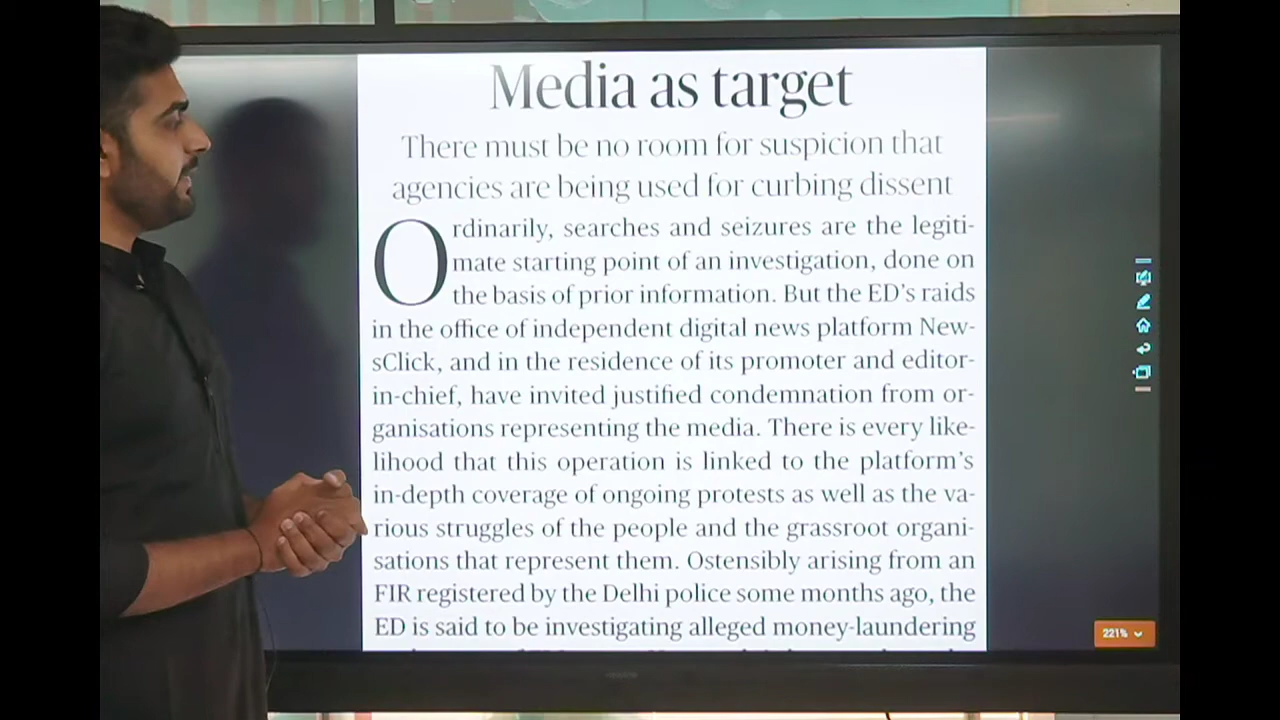 Media as target
There must be no room for suspicion that
agencies are being used for curbing dissent
Ordinarily, searches and seizures are the legiti-
mate starting point of an investigation, done on
the basis of prior information. But the ED's raids
in the office of independent digital news platform New-
sClick, and in the residence of its promoter and editor-
in-chief, have invited justified condemnation from or-
ganisations representing the media. There is every like-
lihood that this operation is linked to the platform's
in-depth coverage of ongoing protests as well as the va-
rious struggles of the people and the grassroot organi-
sations that represent them. Ostensibly arising from an
FIR registered by the Delhi police some months ago, the
ED is said to be investigating alleged money-laundering
221%